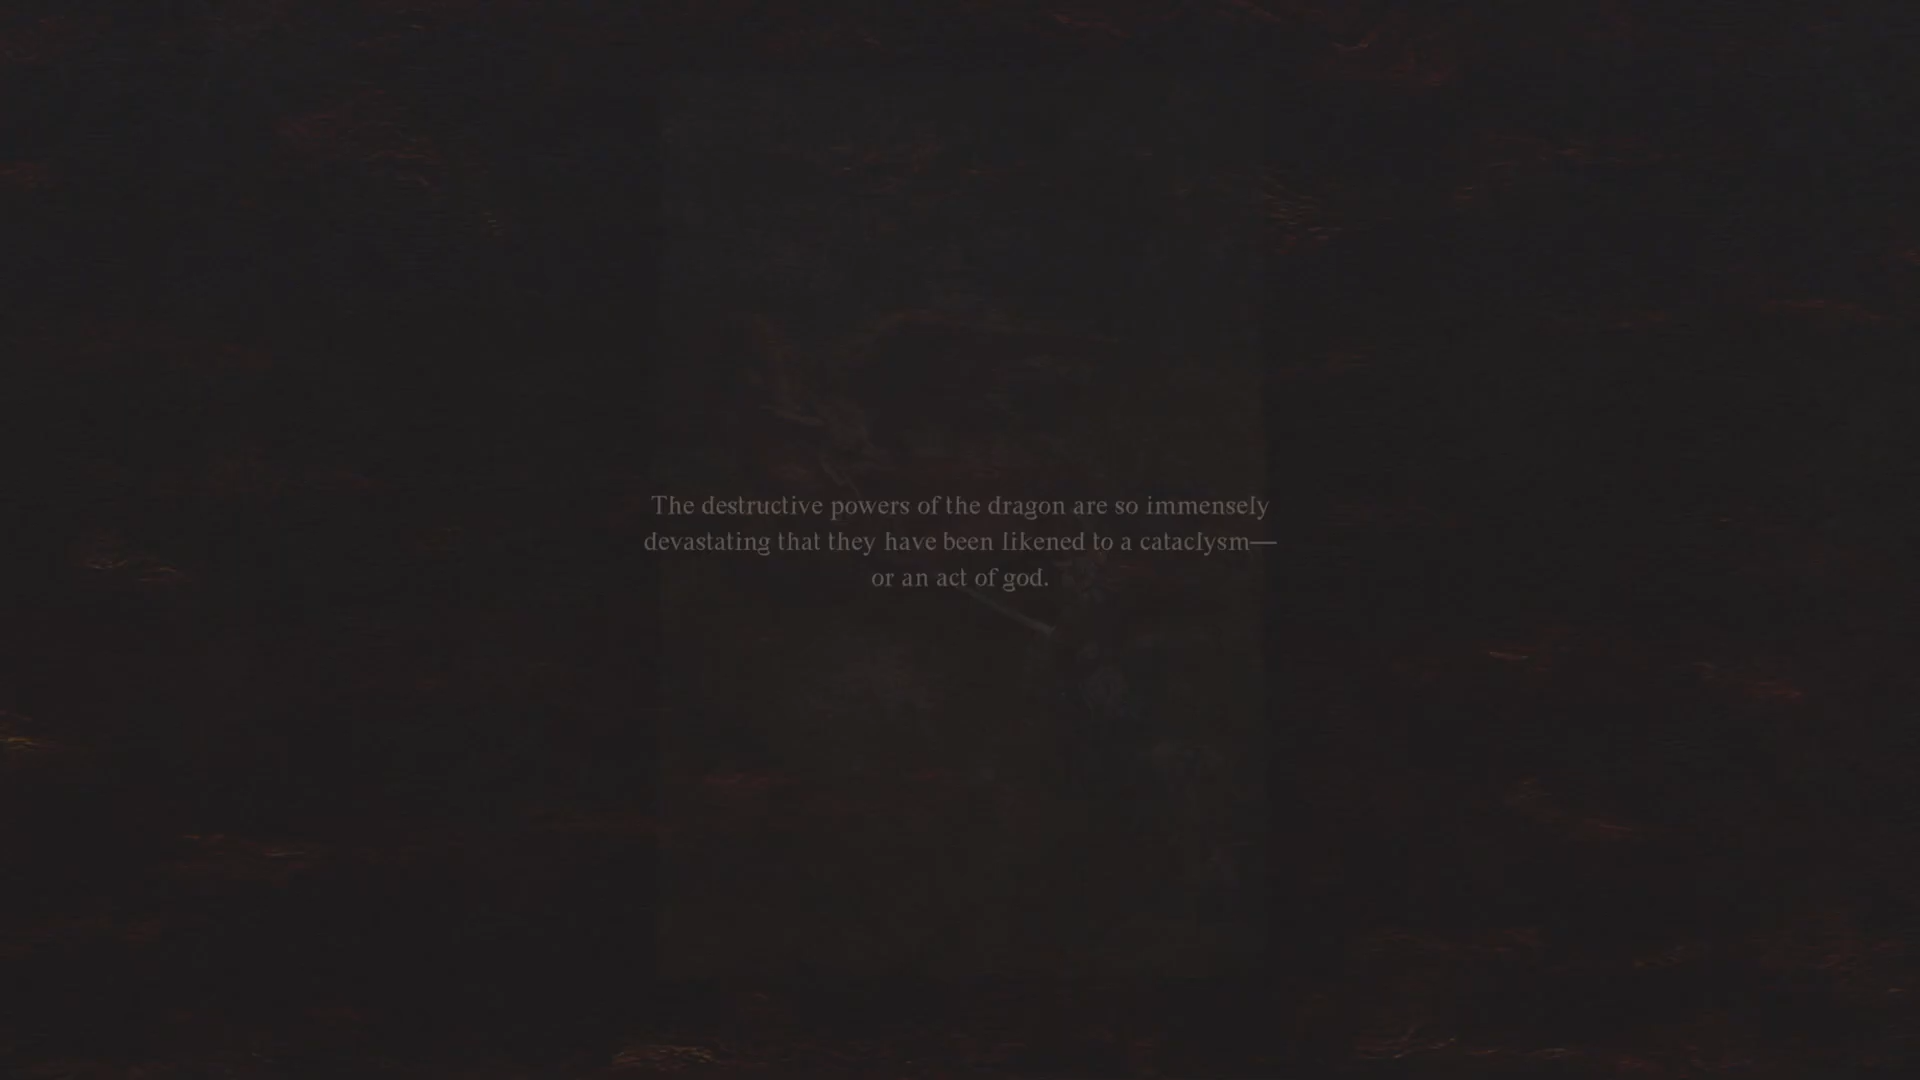 The destructive powers of the dragon are so immensely
devastating that they have been likened to a cataclysm—
or an act of god.